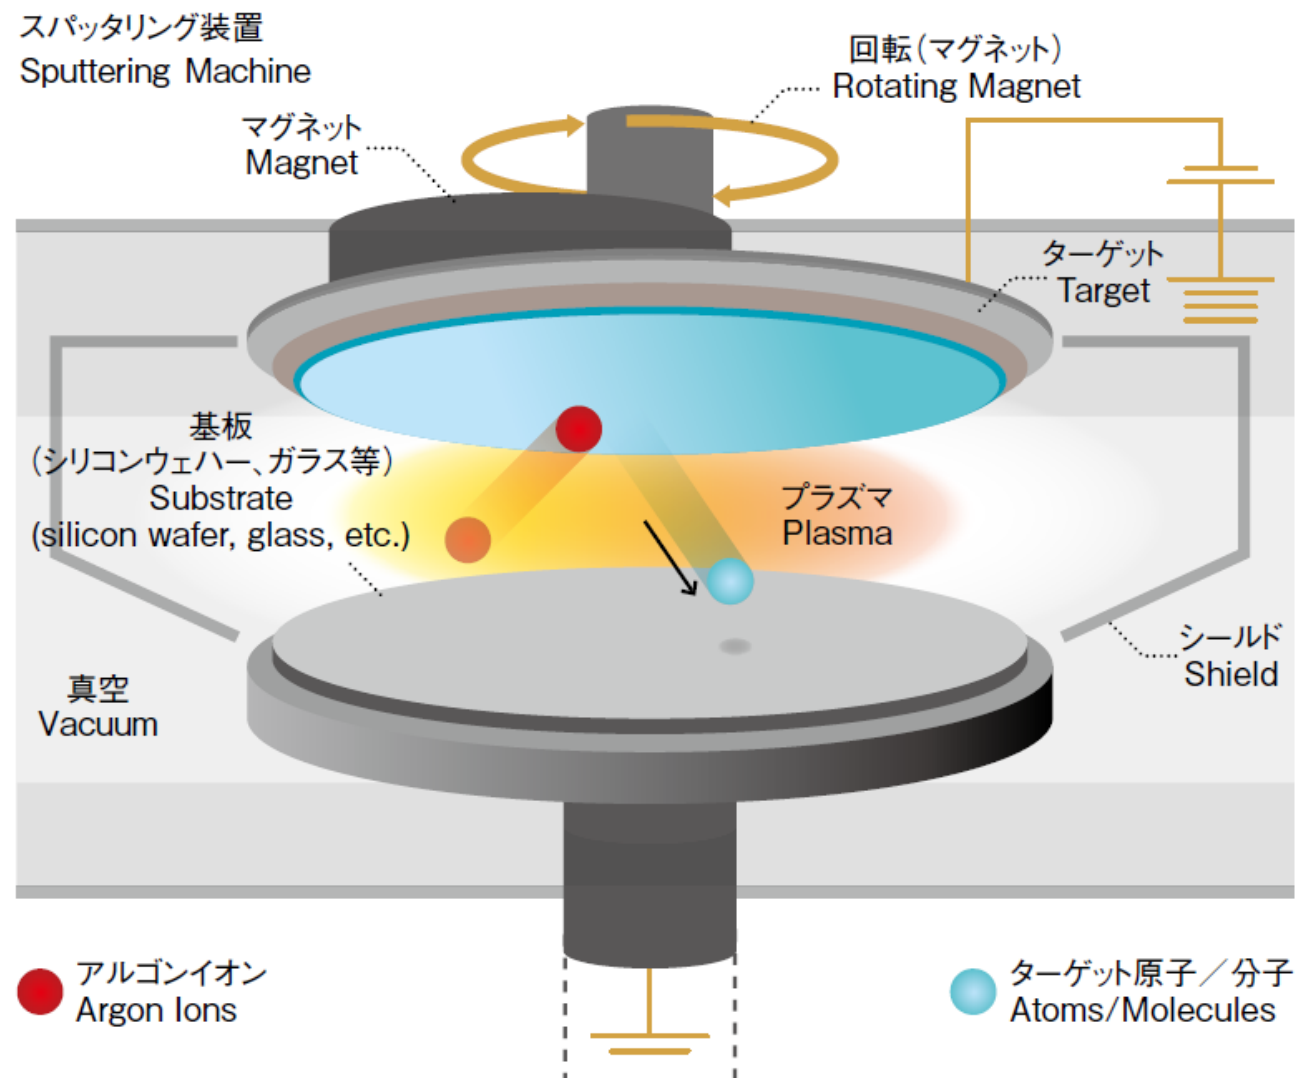 スパッタリング装置
Sputtering Machine
回転（マグネット）
Rotating Magnet
マグネット
Magnet
ターゲット
Target
基板
（シリコンウェハー、ガラス等）
Substrate
(silicon wafer, glass, etc.)
プラズマ
Plasma
シールド
Shield
真空
Vacuum
アルゴンイオン
Argon Ions
ターゲット原子／分子
Atoms/Molecules